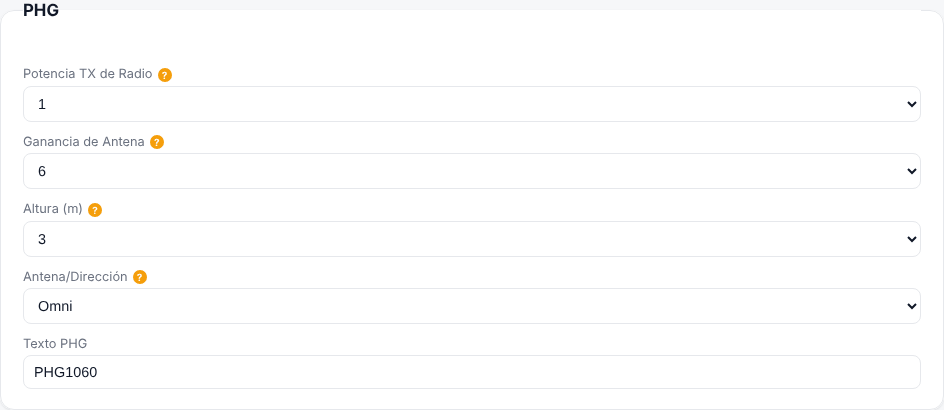 PHG
Potencia TX de Radio ?
1
Ganancia de Antena ?
6
Altura (m) ?
3
Antena/Dirección ?
Omni
Texto PHG
PHG1060